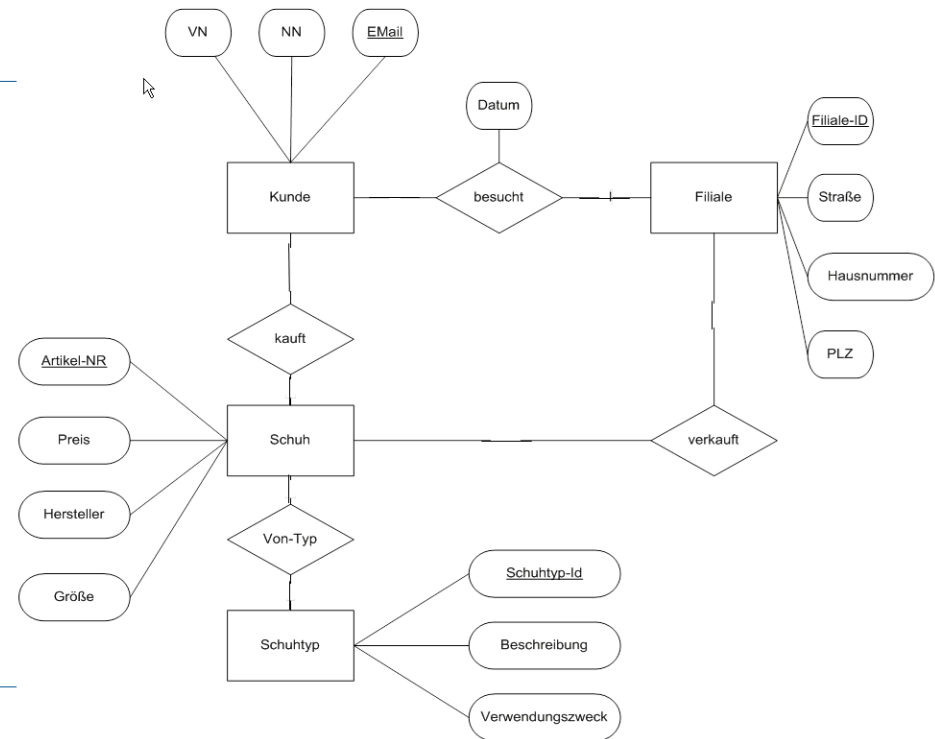 VN
NN
EMail
Datum
Filiale-ID
Kunde
besucht
Filiale
Straße
Hausnummer
kauft
PLZ
Artikel-NR
Preis
Schuh
verkauft
Hersteller
Von-Typ
Schuhtyp-Id
Größe
Schuhtyp
Beschreibung
Verwendungszweck